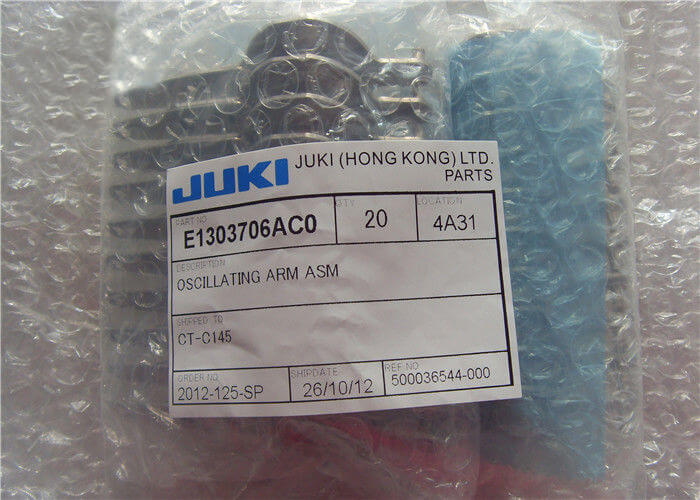 JUKI JUKI (HONG KONG) LTD.
PARTS
PART NO QTY LOCATION
E1303706AC0 20 4A31
DESCRIPTION
OSCILLATING ARM ASM
SHIPPED TO
CT-C145
ORDER NO. SHIPDATE REF NO
2012-125-SP 26/10/12 500036544-000